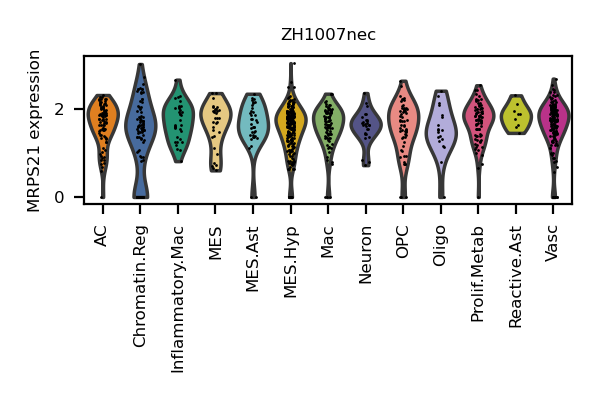 ZH1007nec
MRPS21 expression
2
0
AC
Chromatin.Reg
Inflammatory.Mac
MES
MES.Ast
MES.Hyp
Mac
Neuron
OPC
Oligo
Prolif.Metab
Reactive.Ast
Vasc